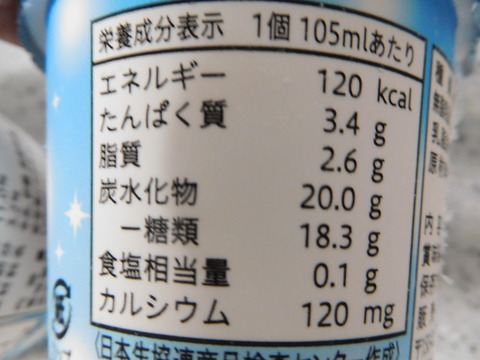 栄養成分表示 1個 105mlあたり
エネルギー 120 kcal
たんぱく質 3.4 g
脂質 2.6 g
炭水化物 20.0 g
－糖類 18.3 g
食塩相当量 0.1 g
カルシウム 120 mg